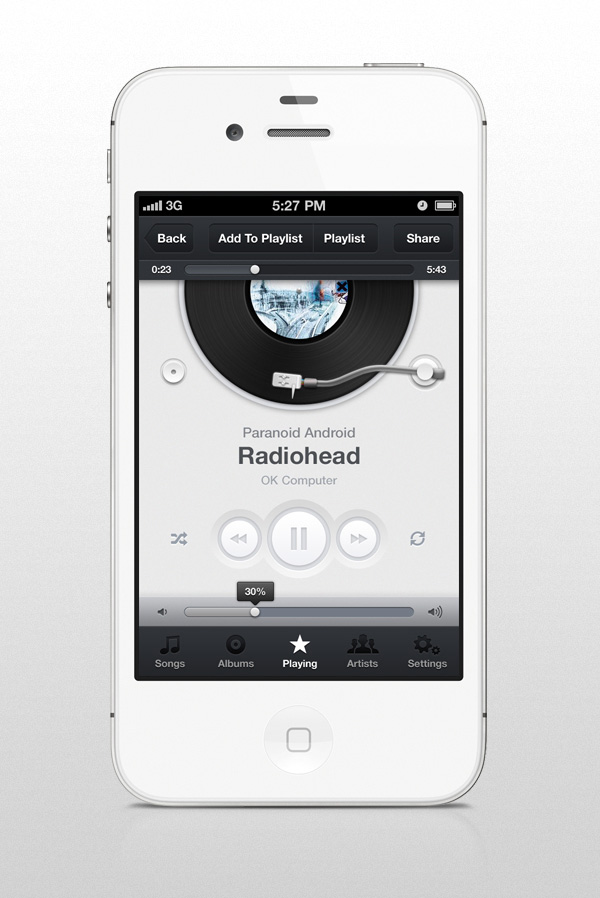 3G 5:27 PM
Back Add To Playlist Playlist Share
0:23 5:43
Paranoid Android
Radiohead
OK Computer
30%
Songs Albums Playing Artists Settings